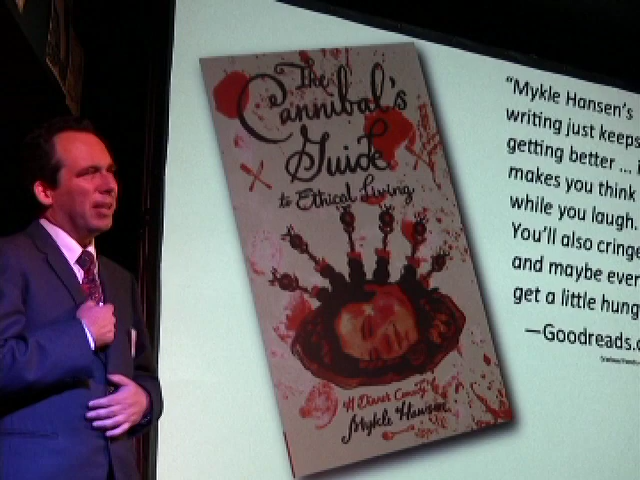 The
Cannibal's
Guide
to Ethical Living
A Dinner Comedy
Mykle Hansen
"Mykle Hansen's
writing just keeps
getting better ...
makes you think
while you laugh.
You'll also cringe
and maybe ever
get a little hung
—Goodreads.c